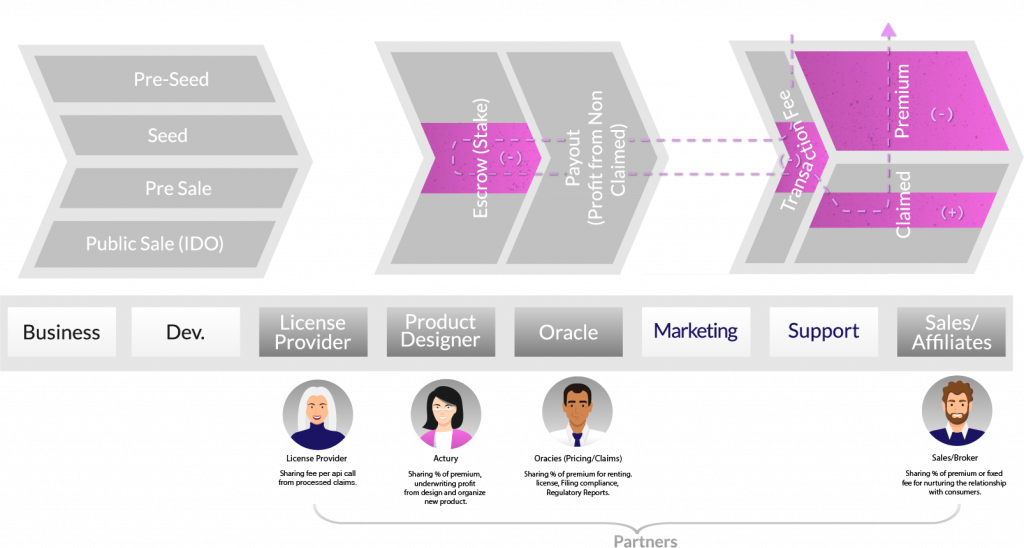 Pre-Seed
Seed
Pre Sale
Public Sale (IDO)
Escrow (Stake)
(-)
Payout
(Profit from Non
Claimed)
Transaction Fee
Premium
(-)
Claimed
(+)
Business
Dev.
License
Provider
Product
Designer
Oracle
Marketing
Support
Sales/
Affiliates
License Provider
Sharing fee per api call
from processed claims.
Actury
Sharing % of premium,
underwriting profit
from design and organize
new product.
Oracies (Pricing/Claims)
Sharing % of premium for renting.
license, Filing compliance,
Regulatory Reports.
Sales/Broker
Sharing % of premium or fixed
fee for nurturing the relationship
with consumers.
Partners